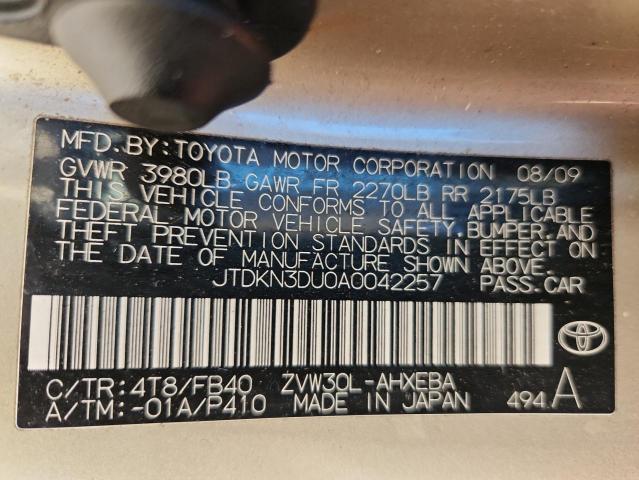 MFD. BY: TOYOTA MOTOR CORPORATION 08/09
GVWR 3980LB GAWR FR 2270LB RR 2175LB
THIS VEHICLE CONFORMS TO ALL APPLICABLE
FEDERAL MOTOR VEHICLE SAFETY, BUMPER, AND
THEFT PREVENTION STANDARDS IN EFFECT ON
THE DATE OF MANUFACTURE SHOWN ABOVE.
JTDKN3DU0A0042257 PASS.CAR
C/TR: 4T8/FB40 ZVW30L-AHXEBA
A/TM: -01A/P410 MADE IN JAPAN 494 A